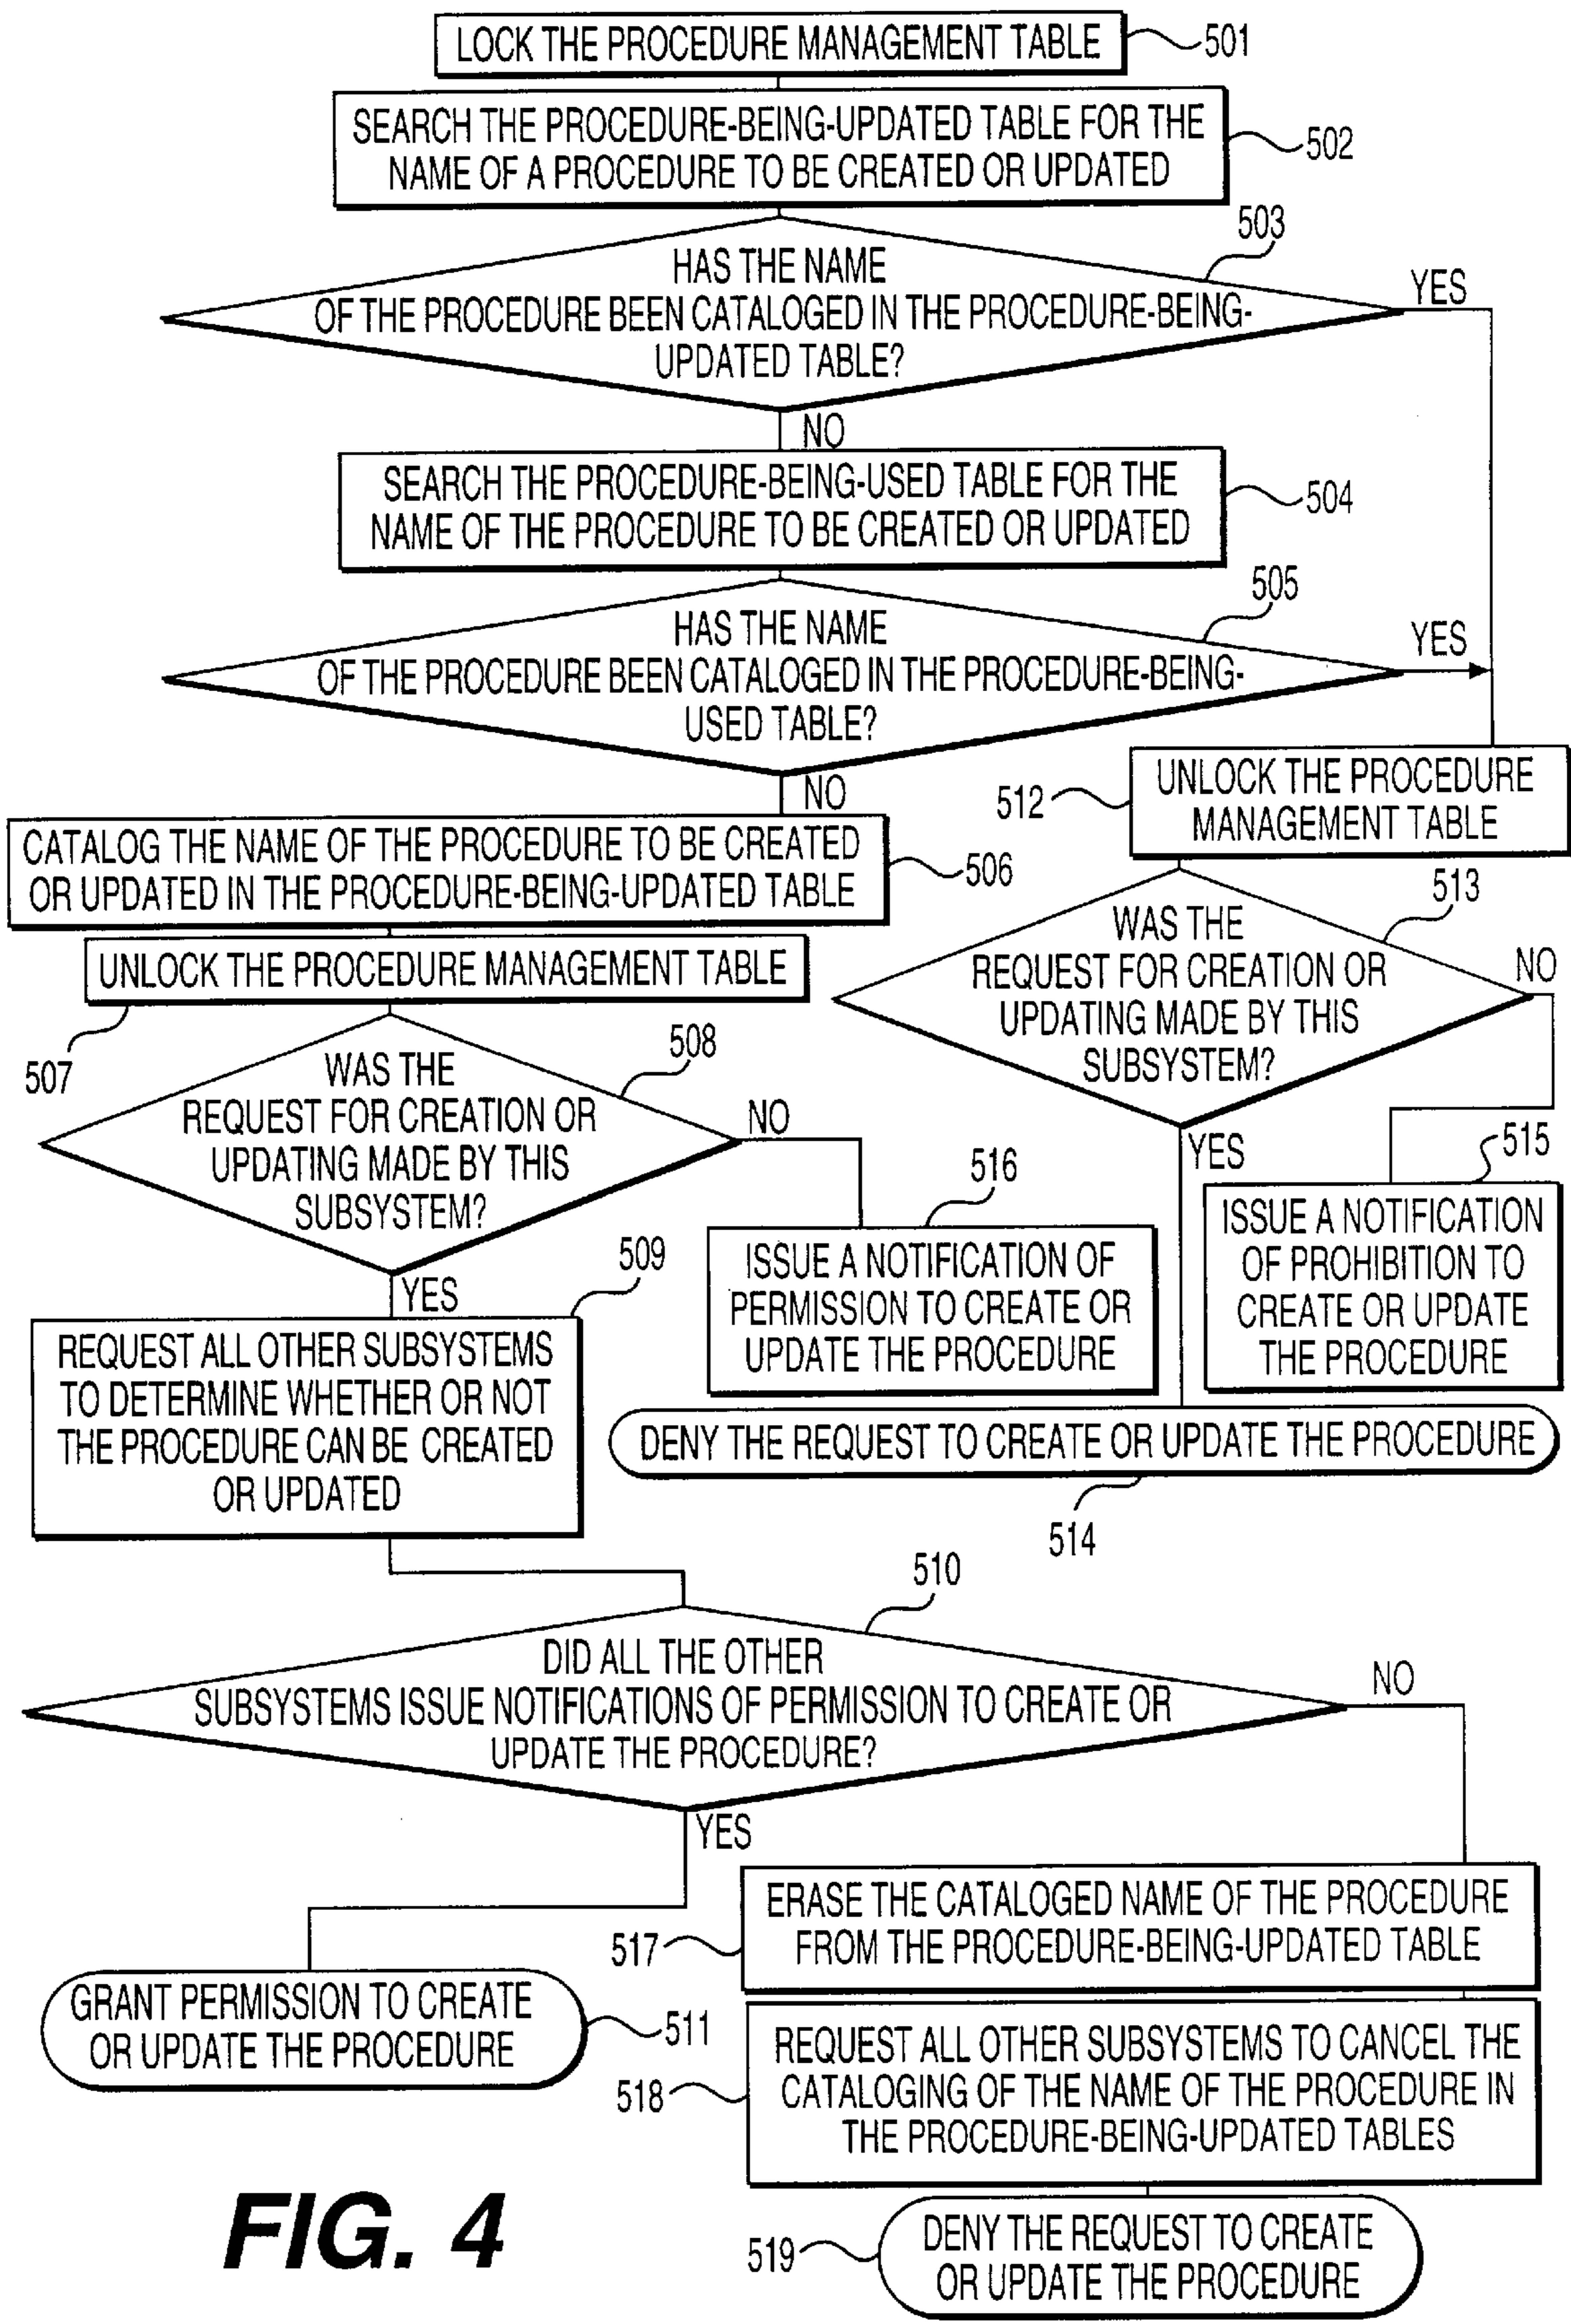 LOCK THE PROCEDURE MANAGEMENT TABLE
501
SEARCH THE PROCEDURE-BEING-UPDATED TABLE FOR THE
NAME OF A PROCEDURE TO BE CREATED OR UPDATED
502
503
HAS THE NAME
OF THE PROCEDURE BEEN CATALOGED IN THE PROCEDURE-BEING-
UPDATED TABLE?
YES
NO
SEARCH THE PROCEDURE-BEING-USED TABLE FOR THE
NAME OF THE PROCEDURE TO BE CREATED OR UPDATED
504
505
HAS THE NAME
OF THE PROCEDURE BEEN CATALOGED IN THE PROCEDURE-BEING-
USED TABLE?
YES
NO
512
UNLOCK THE PROCEDURE
MANAGEMENT TABLE
CATALOG THE NAME OF THE PROCEDURE TO BE CREATED
OR UPDATED IN THE PROCEDURE-BEING-UPDATED TABLE
506
513
WAS THE
REQUEST FOR CREATION OR
UPDATING MADE BY THIS
SUBSYSTEM?
NO
YES
UNLOCK THE PROCEDURE MANAGEMENT TABLE
507
508
WAS THE
REQUEST FOR CREATION OR
UPDATING MADE BY THIS
SUBSYSTEM?
NO
YES
516
ISSUE A NOTIFICATION OF
PERMISSION TO CREATE OR
UPDATE THE PROCEDURE
515
ISSUE A NOTIFICATION
OF PROHIBITION TO
CREATE OR UPDATE
THE PROCEDURE
509
REQUEST ALL OTHER SUBSYSTEMS
TO DETERMINE WHETHER OR NOT
THE PROCEDURE CAN BE CREATED
OR UPDATED
DENY THE REQUEST TO CREATE OR UPDATE THE PROCEDURE
514
510
DID ALL THE OTHER
SUBSYSTEMS ISSUE NOTIFICATIONS OF PERMISSION TO CREATE OR
UPDATE THE PROCEDURE?
NO
YES
ERASE THE CATALOGED NAME OF THE PROCEDURE
FROM THE PROCEDURE-BEING-UPDATED TABLE
517
GRANT PERMISSION TO CREATE
OR UPDATE THE PROCEDURE
511
REQUEST ALL OTHER SUBSYSTEMS TO CANCEL THE
CATALOGING OF THE NAME OF THE PROCEDURE IN
THE PROCEDURE-BEING-UPDATED TABLES
518
DENY THE REQUEST TO CREATE
OR UPDATE THE PROCEDURE
519
FIG. 4